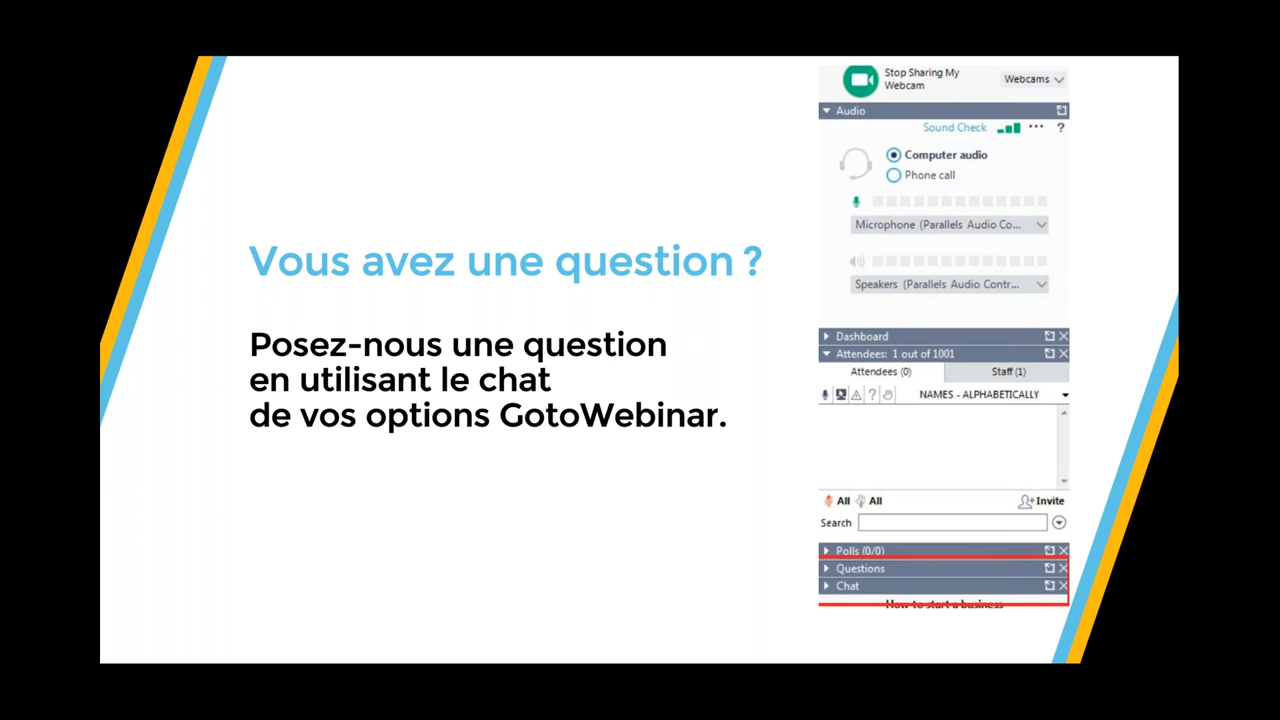 Vous avez une question ?
Posez-nous une question
en utilisant le chat
de vos options GotoWebinar.
Stop Sharing My
Webcam
Webcams
Audio
Sound Check ... ?
Computer audio
Phone call
Microphone (Parallels Audio Co...
Speakers (Parallels Audio Contr...
Dashboard
Attendees: 1 out of 1001
Attendees (0) Staff (1)
? NAMES - ALPHABETICALLY
All All Invite
Search
Polls (0/0)
Questions
Chat
How to start a business